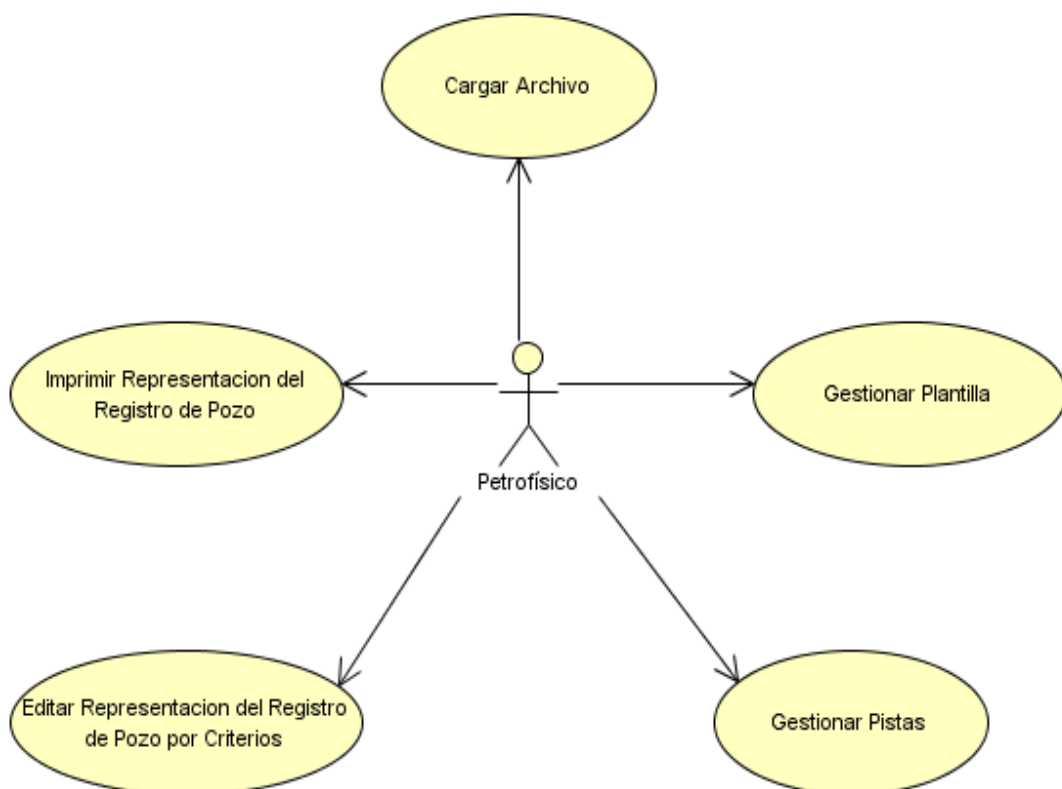 Cargar Archivo
Imprimir Representacion del
Registro de Pozo
Gestionar Plantilla
Petrofísico
Editar Representacion del Registro
de Pozo por Criterios
Gestionar Pistas